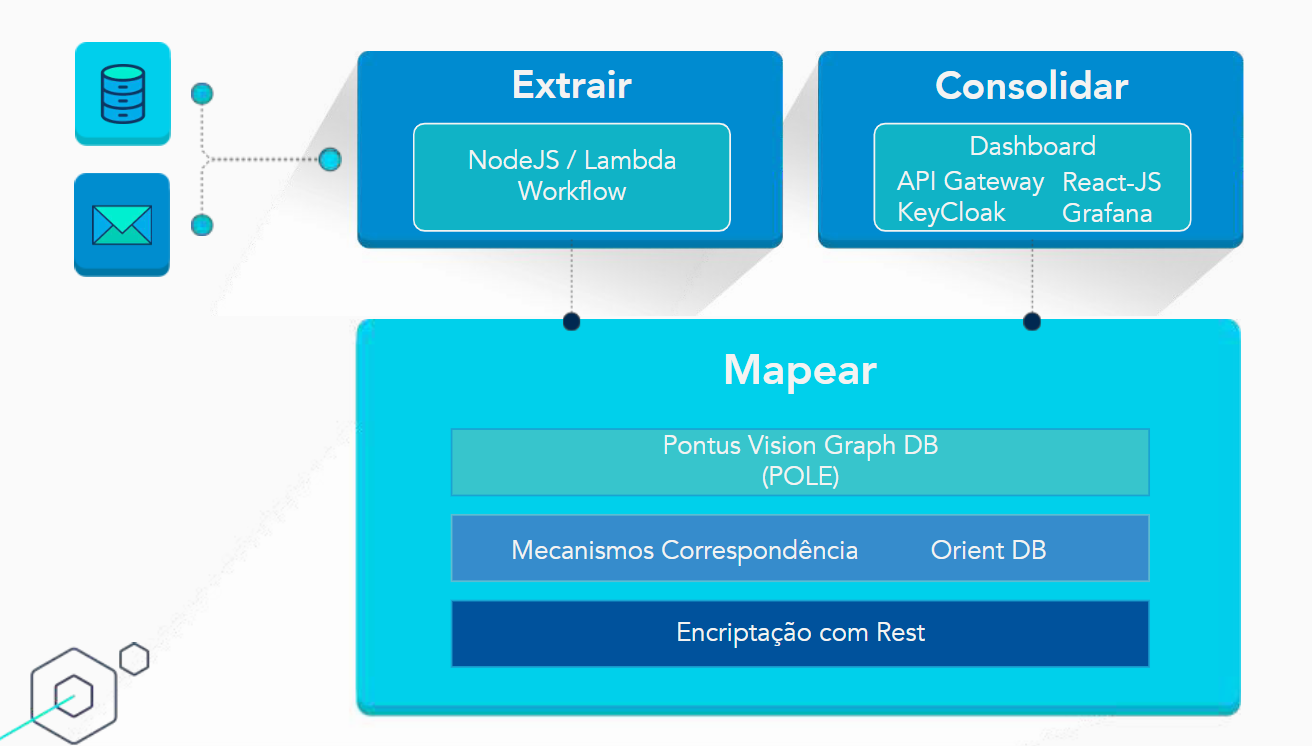 Extrair
NodeJS / Lambda
Workflow
Consolidar
Dashboard
API Gateway React-JS
KeyCloak Grafana
Mapear
Pontus Vision Graph DB
(POLE)
Mecanismos Correspondência Orient DB
Encriptação com Rest